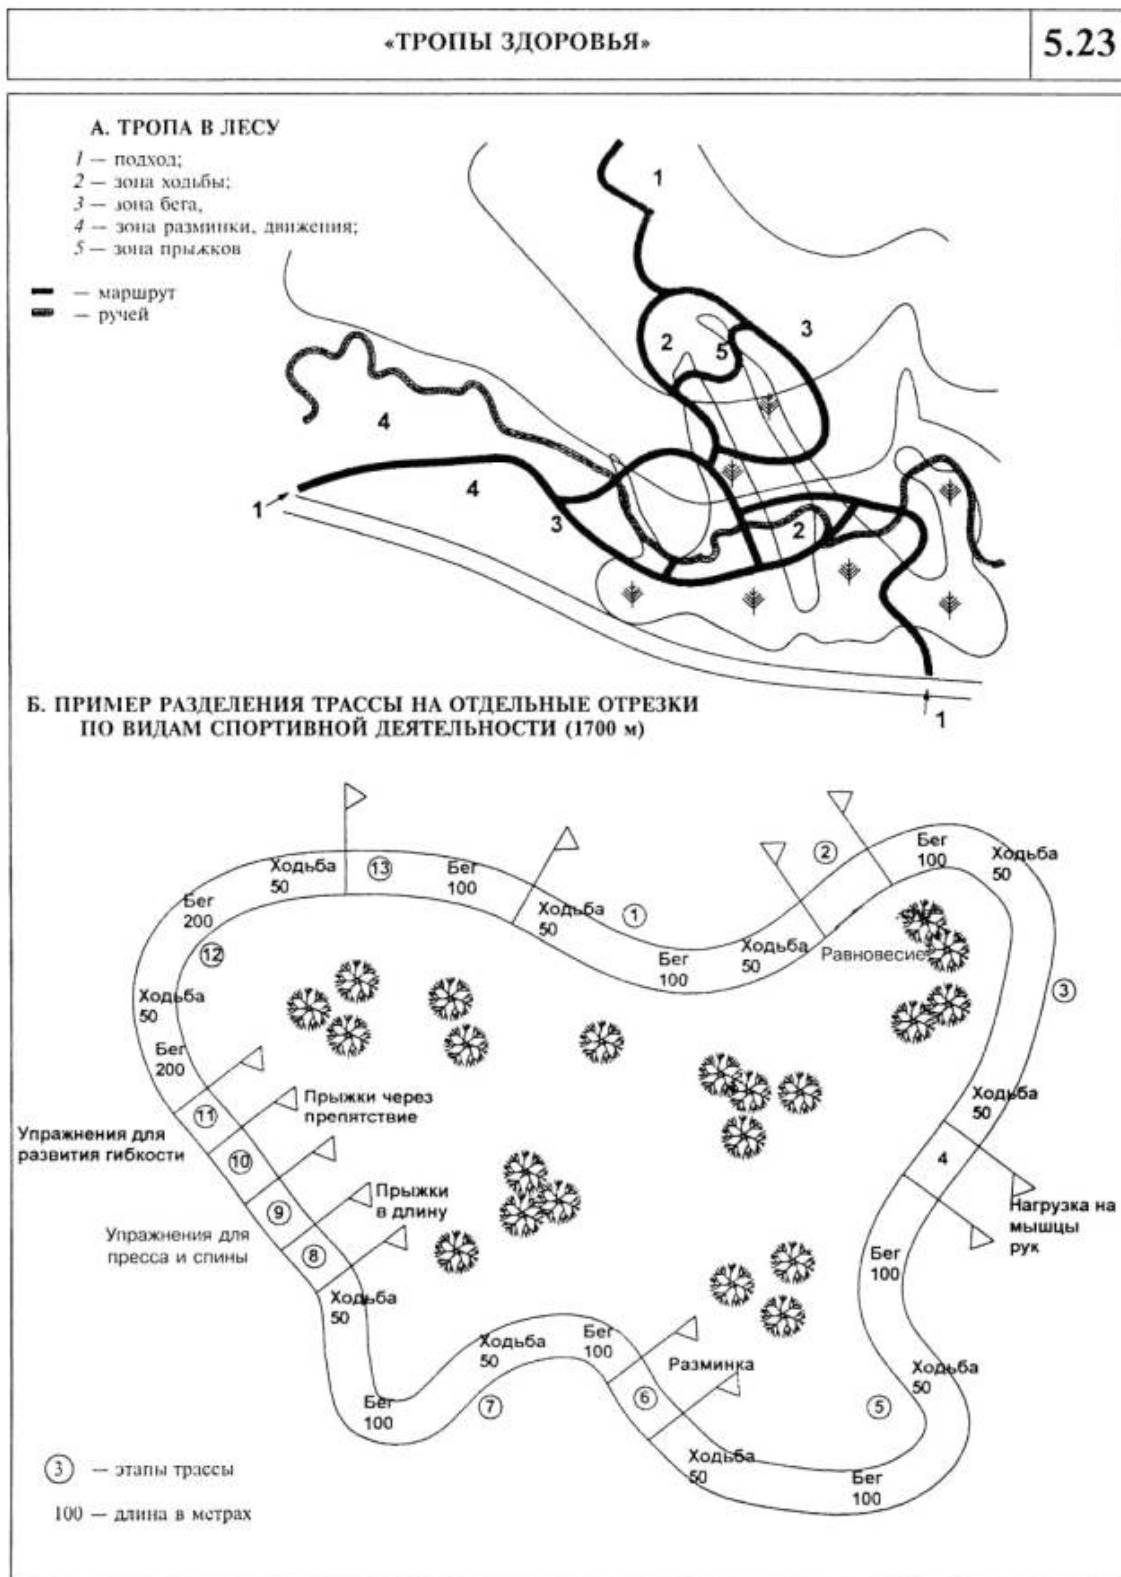 «ТРОПЫ ЗДОРОВЬЯ»
5.23
А. ТРОПА В ЛЕСУ
1 — подход;
2 — зона ходьбы;
3 — зона бега,
4 — зона разминки, движения;
5 — зона прыжков
— маршрут
— ручей
1
3
2
5
4
4
1
3
2
1
Б. ПРИМЕР РАЗДЕЛЕНИЯ ТРАССЫ НА ОТДЕЛЬНЫЕ ОТРЕЗКИ
ПО ВИДАМ СПОРТИВНОЙ ДЕЯТЕЛЬНОСТИ (1700 м)
Ходьба
50
13
Бег
100
Ходьба
50
1
Бег
100
Ходьба
50
2
Равновесие
Бег
100
Ходьба
50
3
Ходьба
50
4
Нагрузка на
мышцы
рук
Бег
100
Ходьба
50
5
Бег
100
Ходьба
50
6
Разминка
Бег
100
Ходьба
50
7
Бег
100
Ходьба
50
8
Упражнения для
пресса и спины
9
Прыжки
в длину
10
Прыжки через
препятствие
11
Упражнения для
развития гибкости
Бег
200
Ходьба
50
12
Бег
200
3 — этапы трассы
100 — длина в метрах